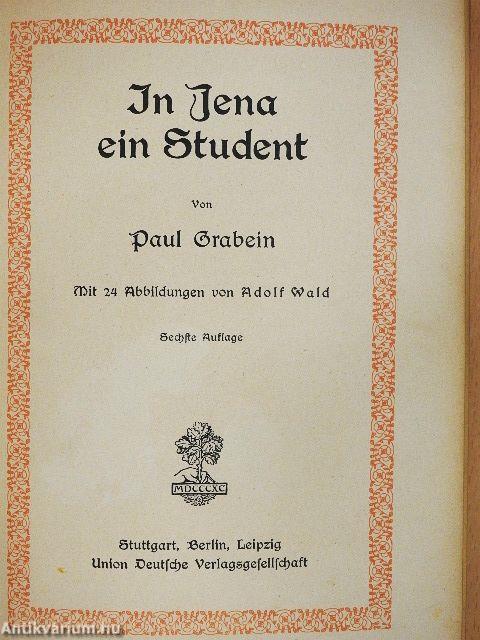 In Jena
ein Student
Von
Paul Grabein
Mit 24 Abbildungen von Adolf Wald
Sechste Auflage
MDCCCXC
Stuttgart, Berlin, Leipzig
Union Deutsche Verlagsgesellschaft
Antikvarium.hu